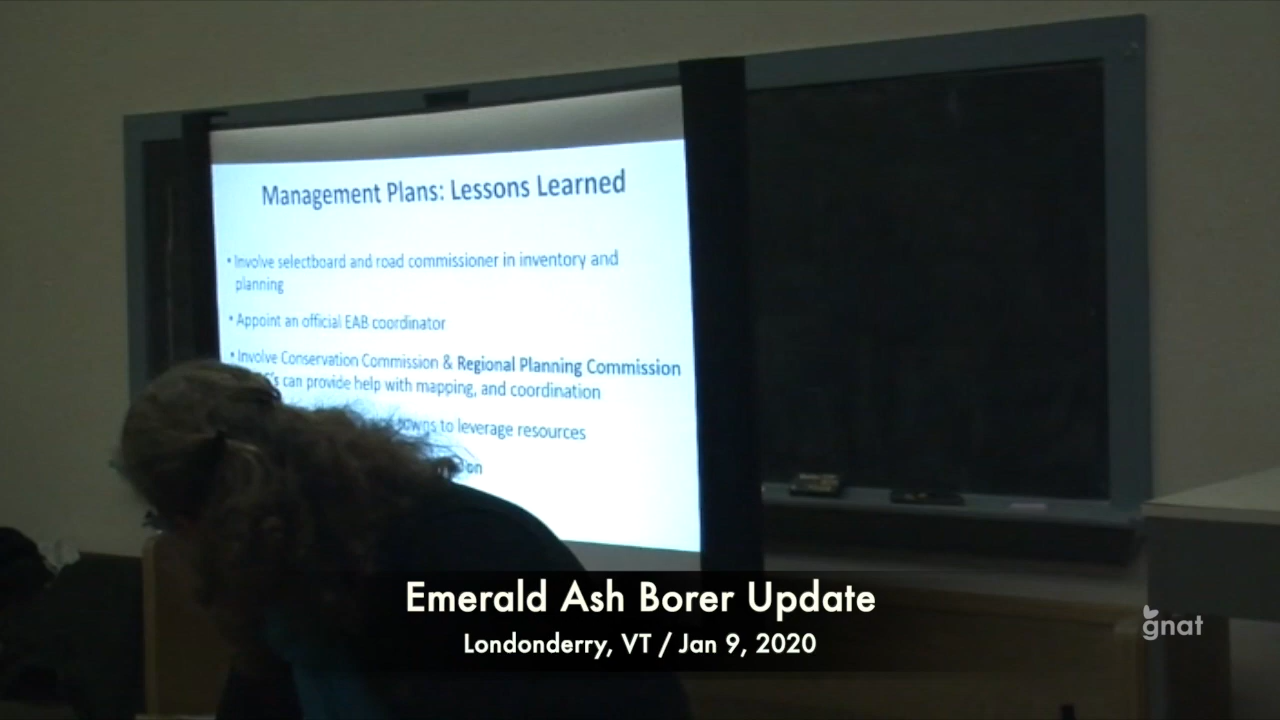 Management Plans: Lessons Learned
• Involve selectboard and road commissioner in inventory and
planning
• Appoint an official EAB coordinator
• Involve Conservation Commission & Regional Planning Commission
can provide help with mapping, and coordination
to leverage resources
Emerald Ash Borer Update
Londonderry, VT / Jan 9, 2020
gnat